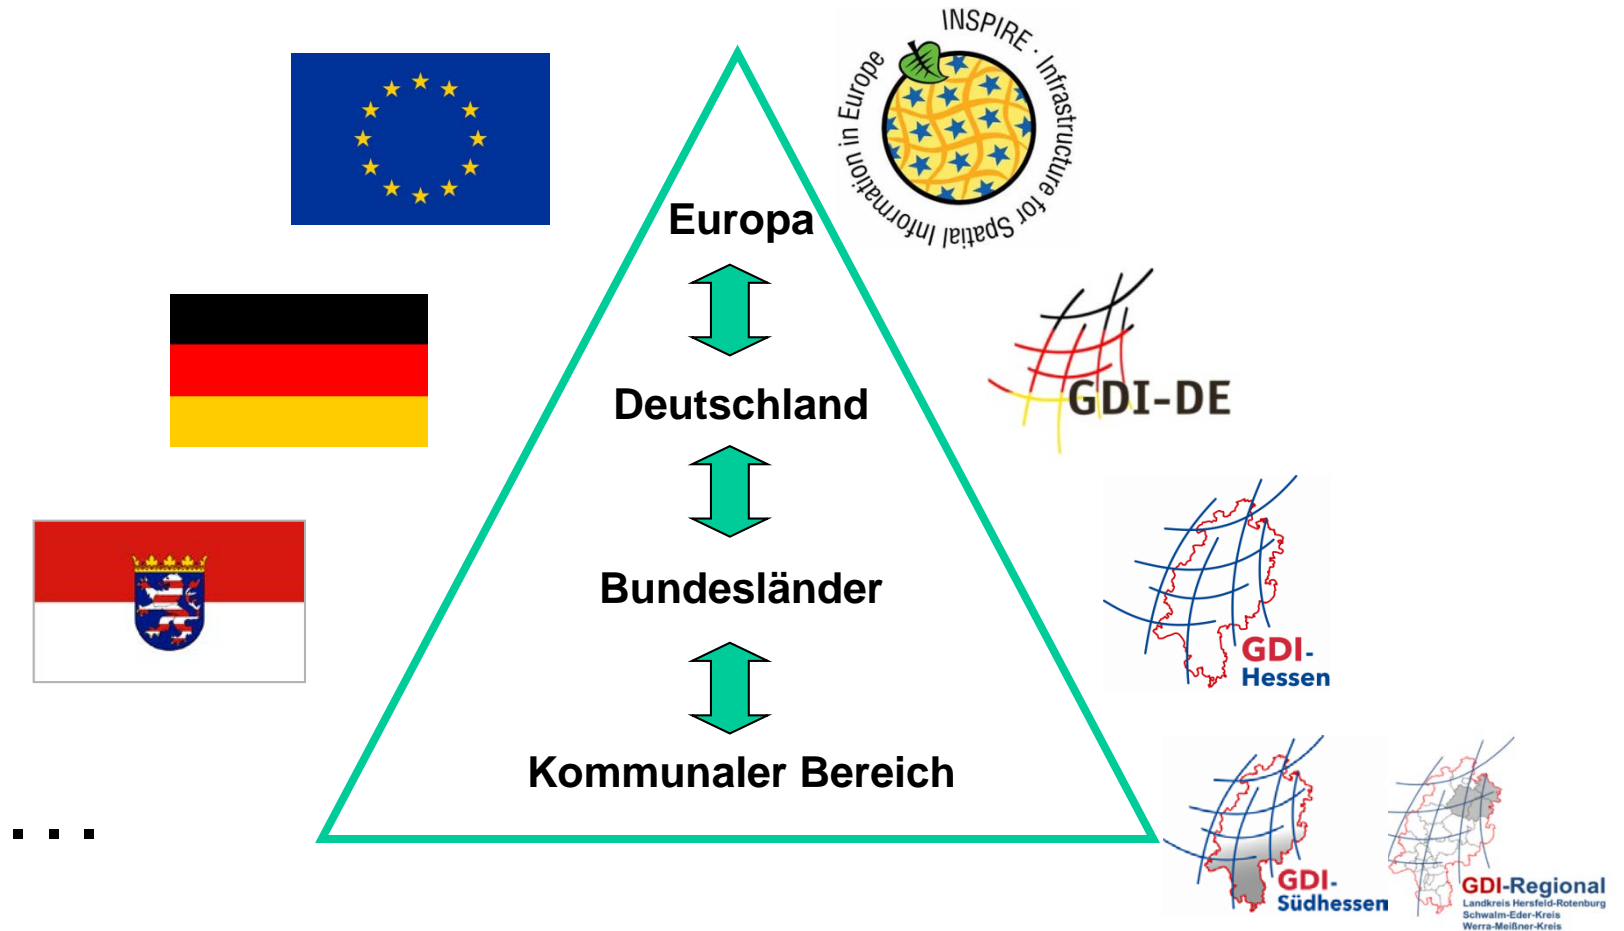 INSPIRE · Infrastructure for Spatial Information in Europe
Europa
Deutschland
GDI-DE
Bundesländer
GDI-
Hessen
Kommunaler Bereich
. . .
GDI-
Südhessen
GDI-Regional
Landkreis Hersfeld-Rotenburg
Schwalm-Eder-Kreis
Werra-Meißner-Kreis